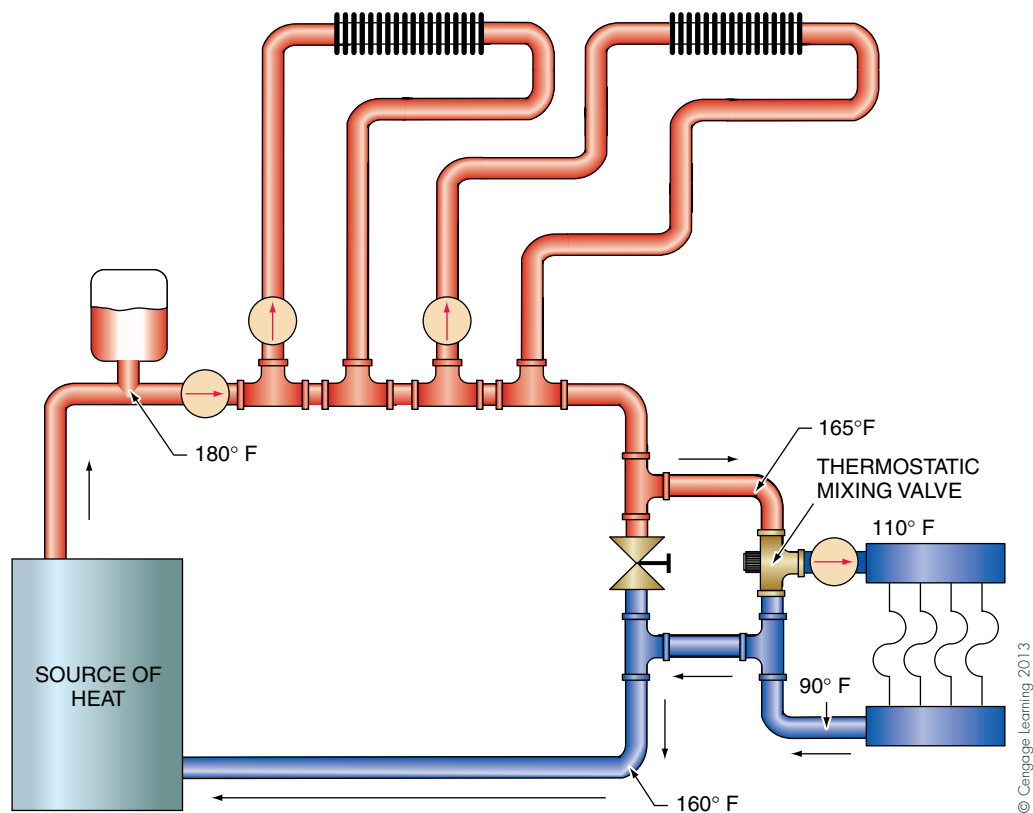 180° F
165°F
THERMOSTATIC
MIXING VALVE
110° F
SOURCE OF
HEAT
90° F
160° F
© Cengage Learning 2013